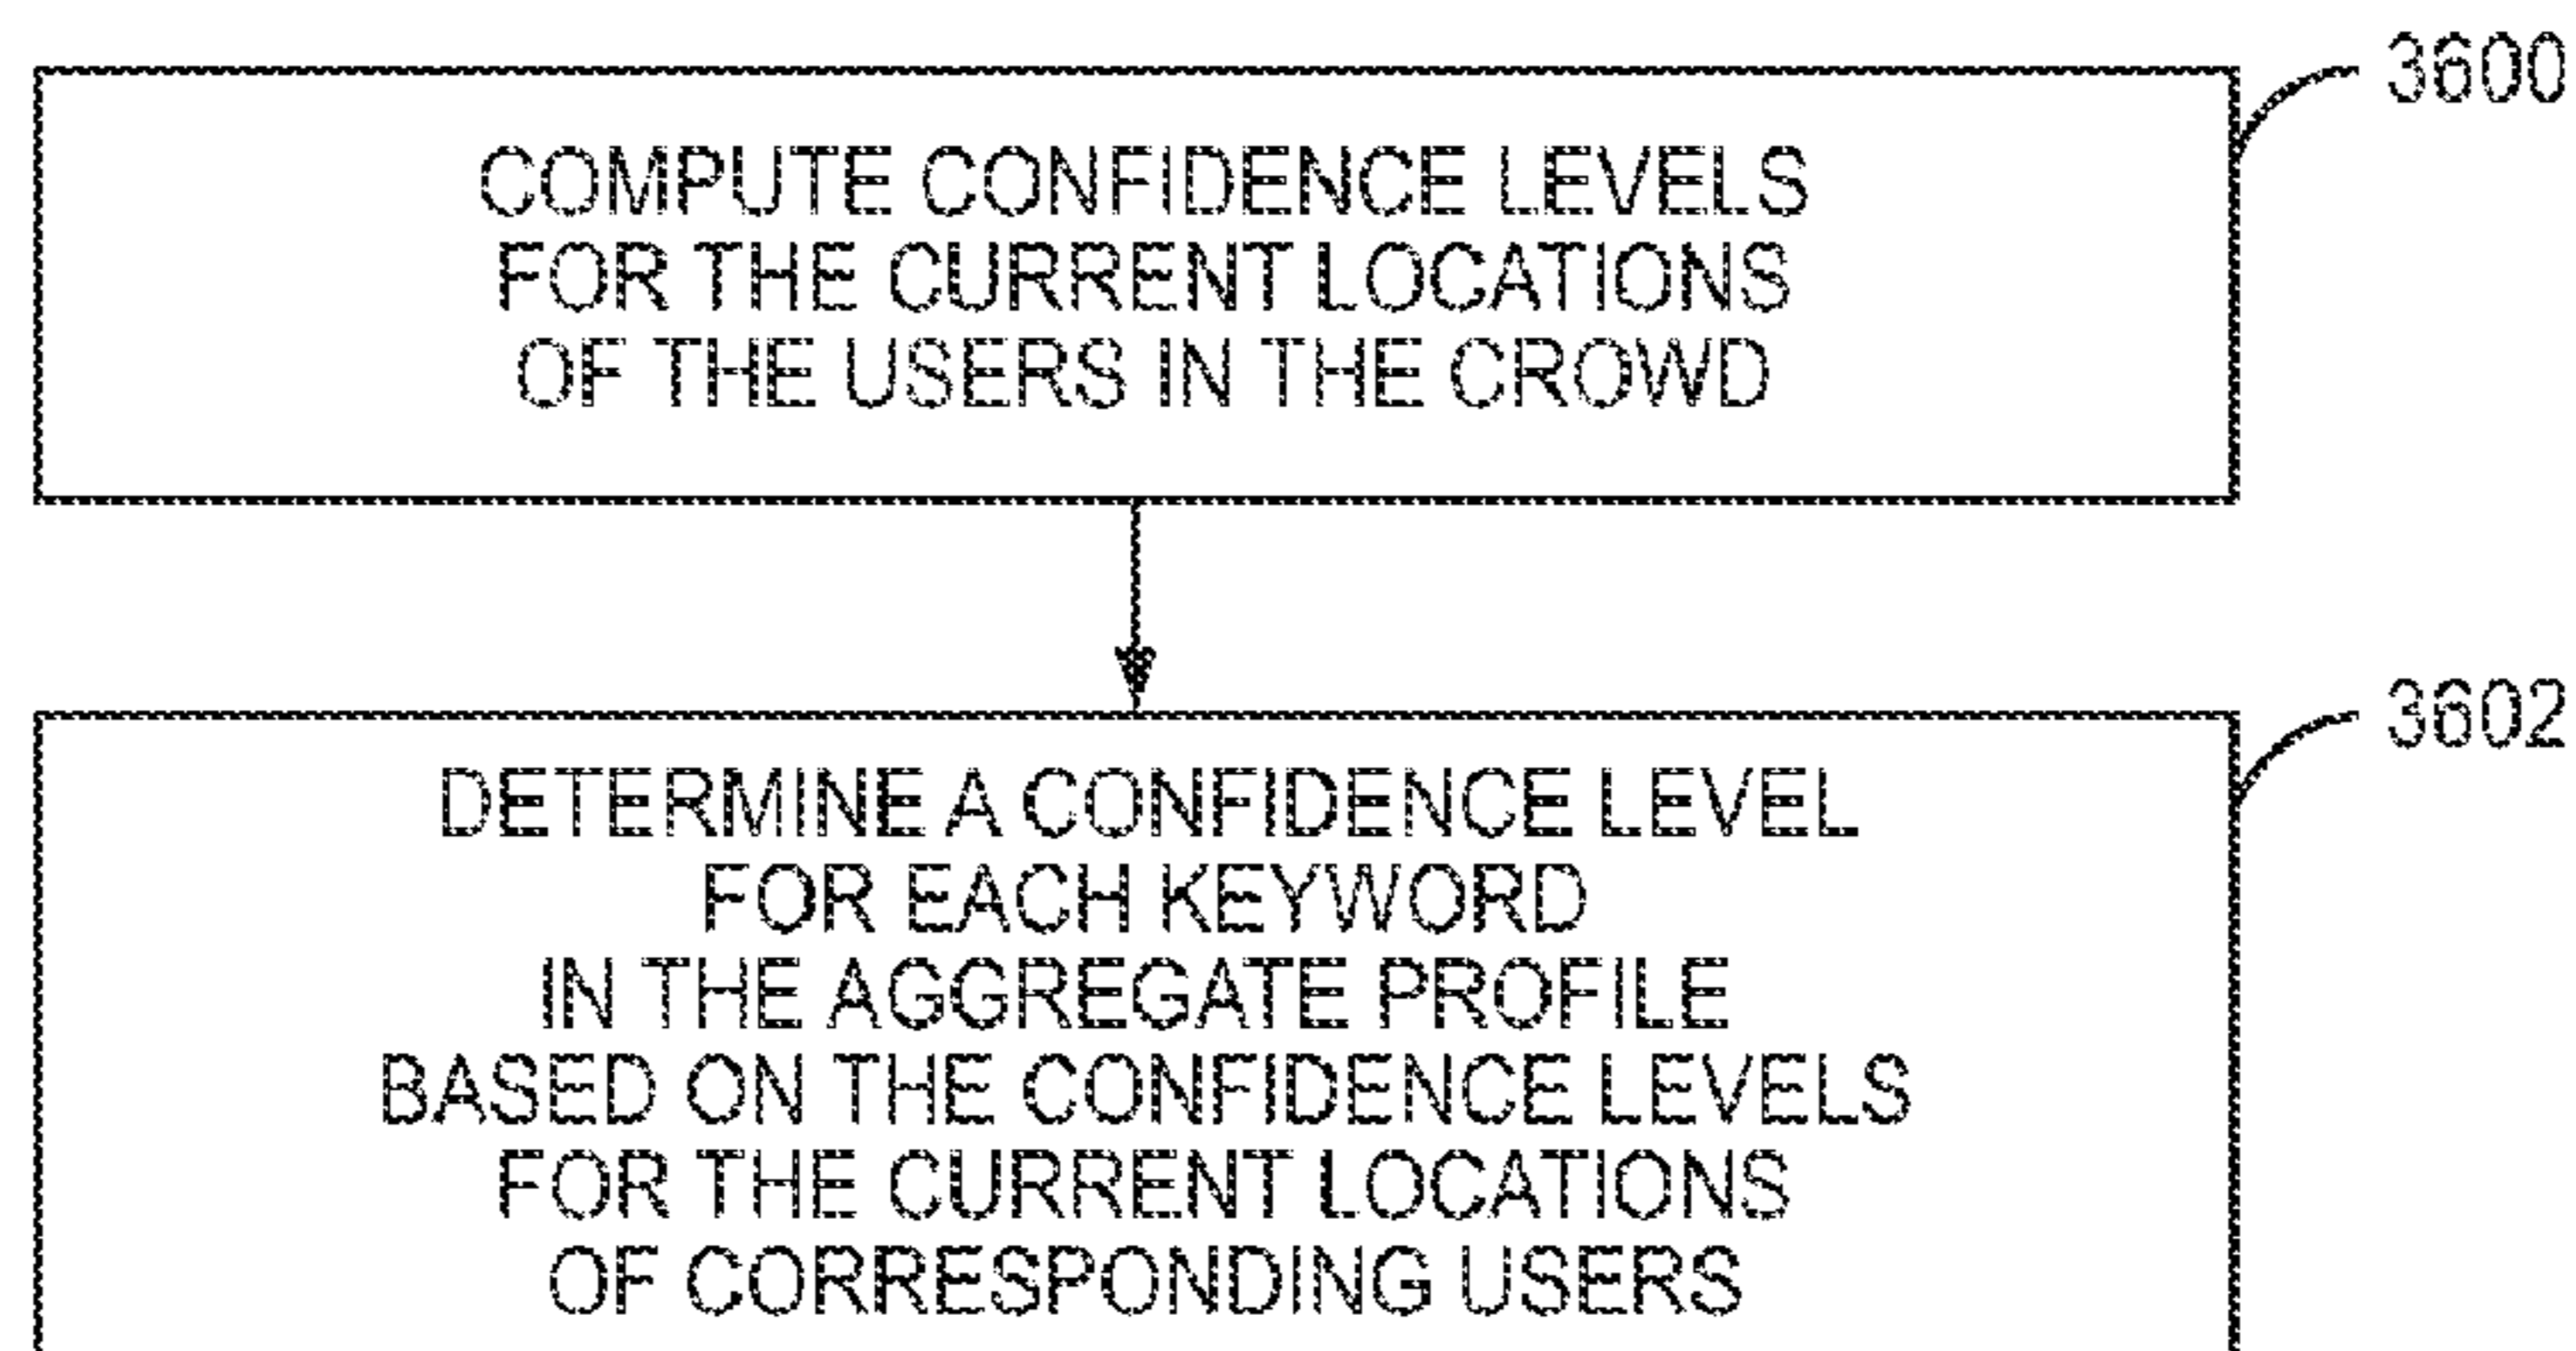 3600
COMPUTE CONFIDENCE LEVELS
FOR THE CURRENT LOCATIONS
OF THE USERS IN THE CROWD
3602
DETERMINE A CONFIDENCE LEVEL
FOR EACH KEYWORD
IN THE AGGREGATE PROFILE
BASED ON THE CONFIDENCE LEVELS
FOR THE CURRENT LOCATIONS
OF CORRESPONDING USERS